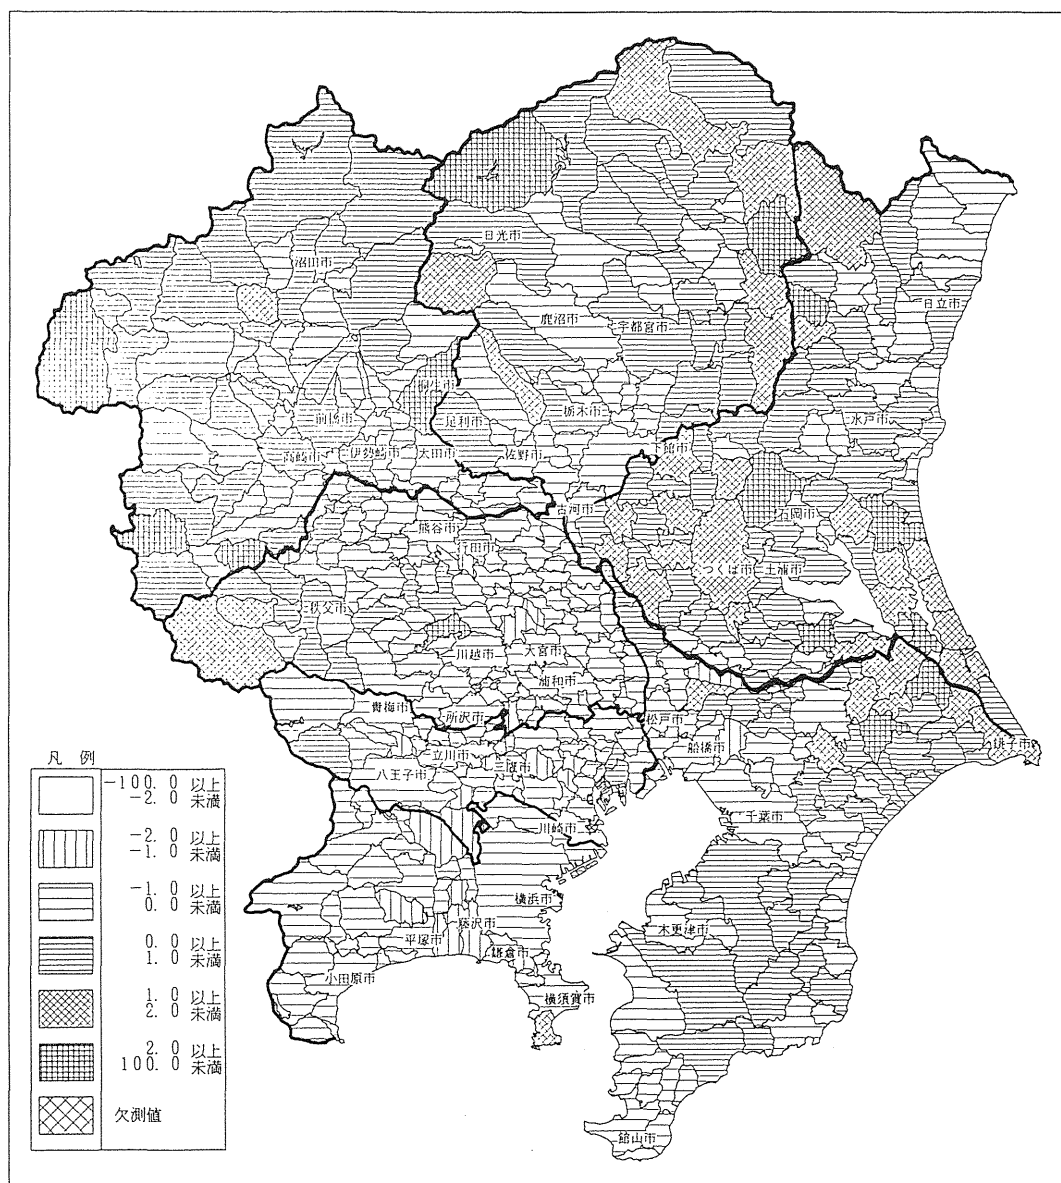 日光市
沼田市
日立市
鹿沼市
宇都宮市
桐生市
前橋市
足利市
栃木市
水戸市
高崎市
伊勢崎市
太田市
佐野市
下館市
古河市
石岡市
熊谷市
行田市
つくば市
土浦市
秩父市
川越市
大宮市
浦和市
青梅市
所沢市
松戸市
船橋市
銚子市
立川市
三鷹市
八王子市
千葉市
川崎市
横浜市
木更津市
藤沢市
平塚市
鎌倉市
小田原市
横須賀市
館山市
凡例
-100.0 以上
-2.0 未満
-2.0 以上
-1.0 未満
-1.0 以上
0.0 未満
0.0 以上
1.0 未満
1.0 以上
2.0 未満
2.0 以上
100.0 未満
欠測値